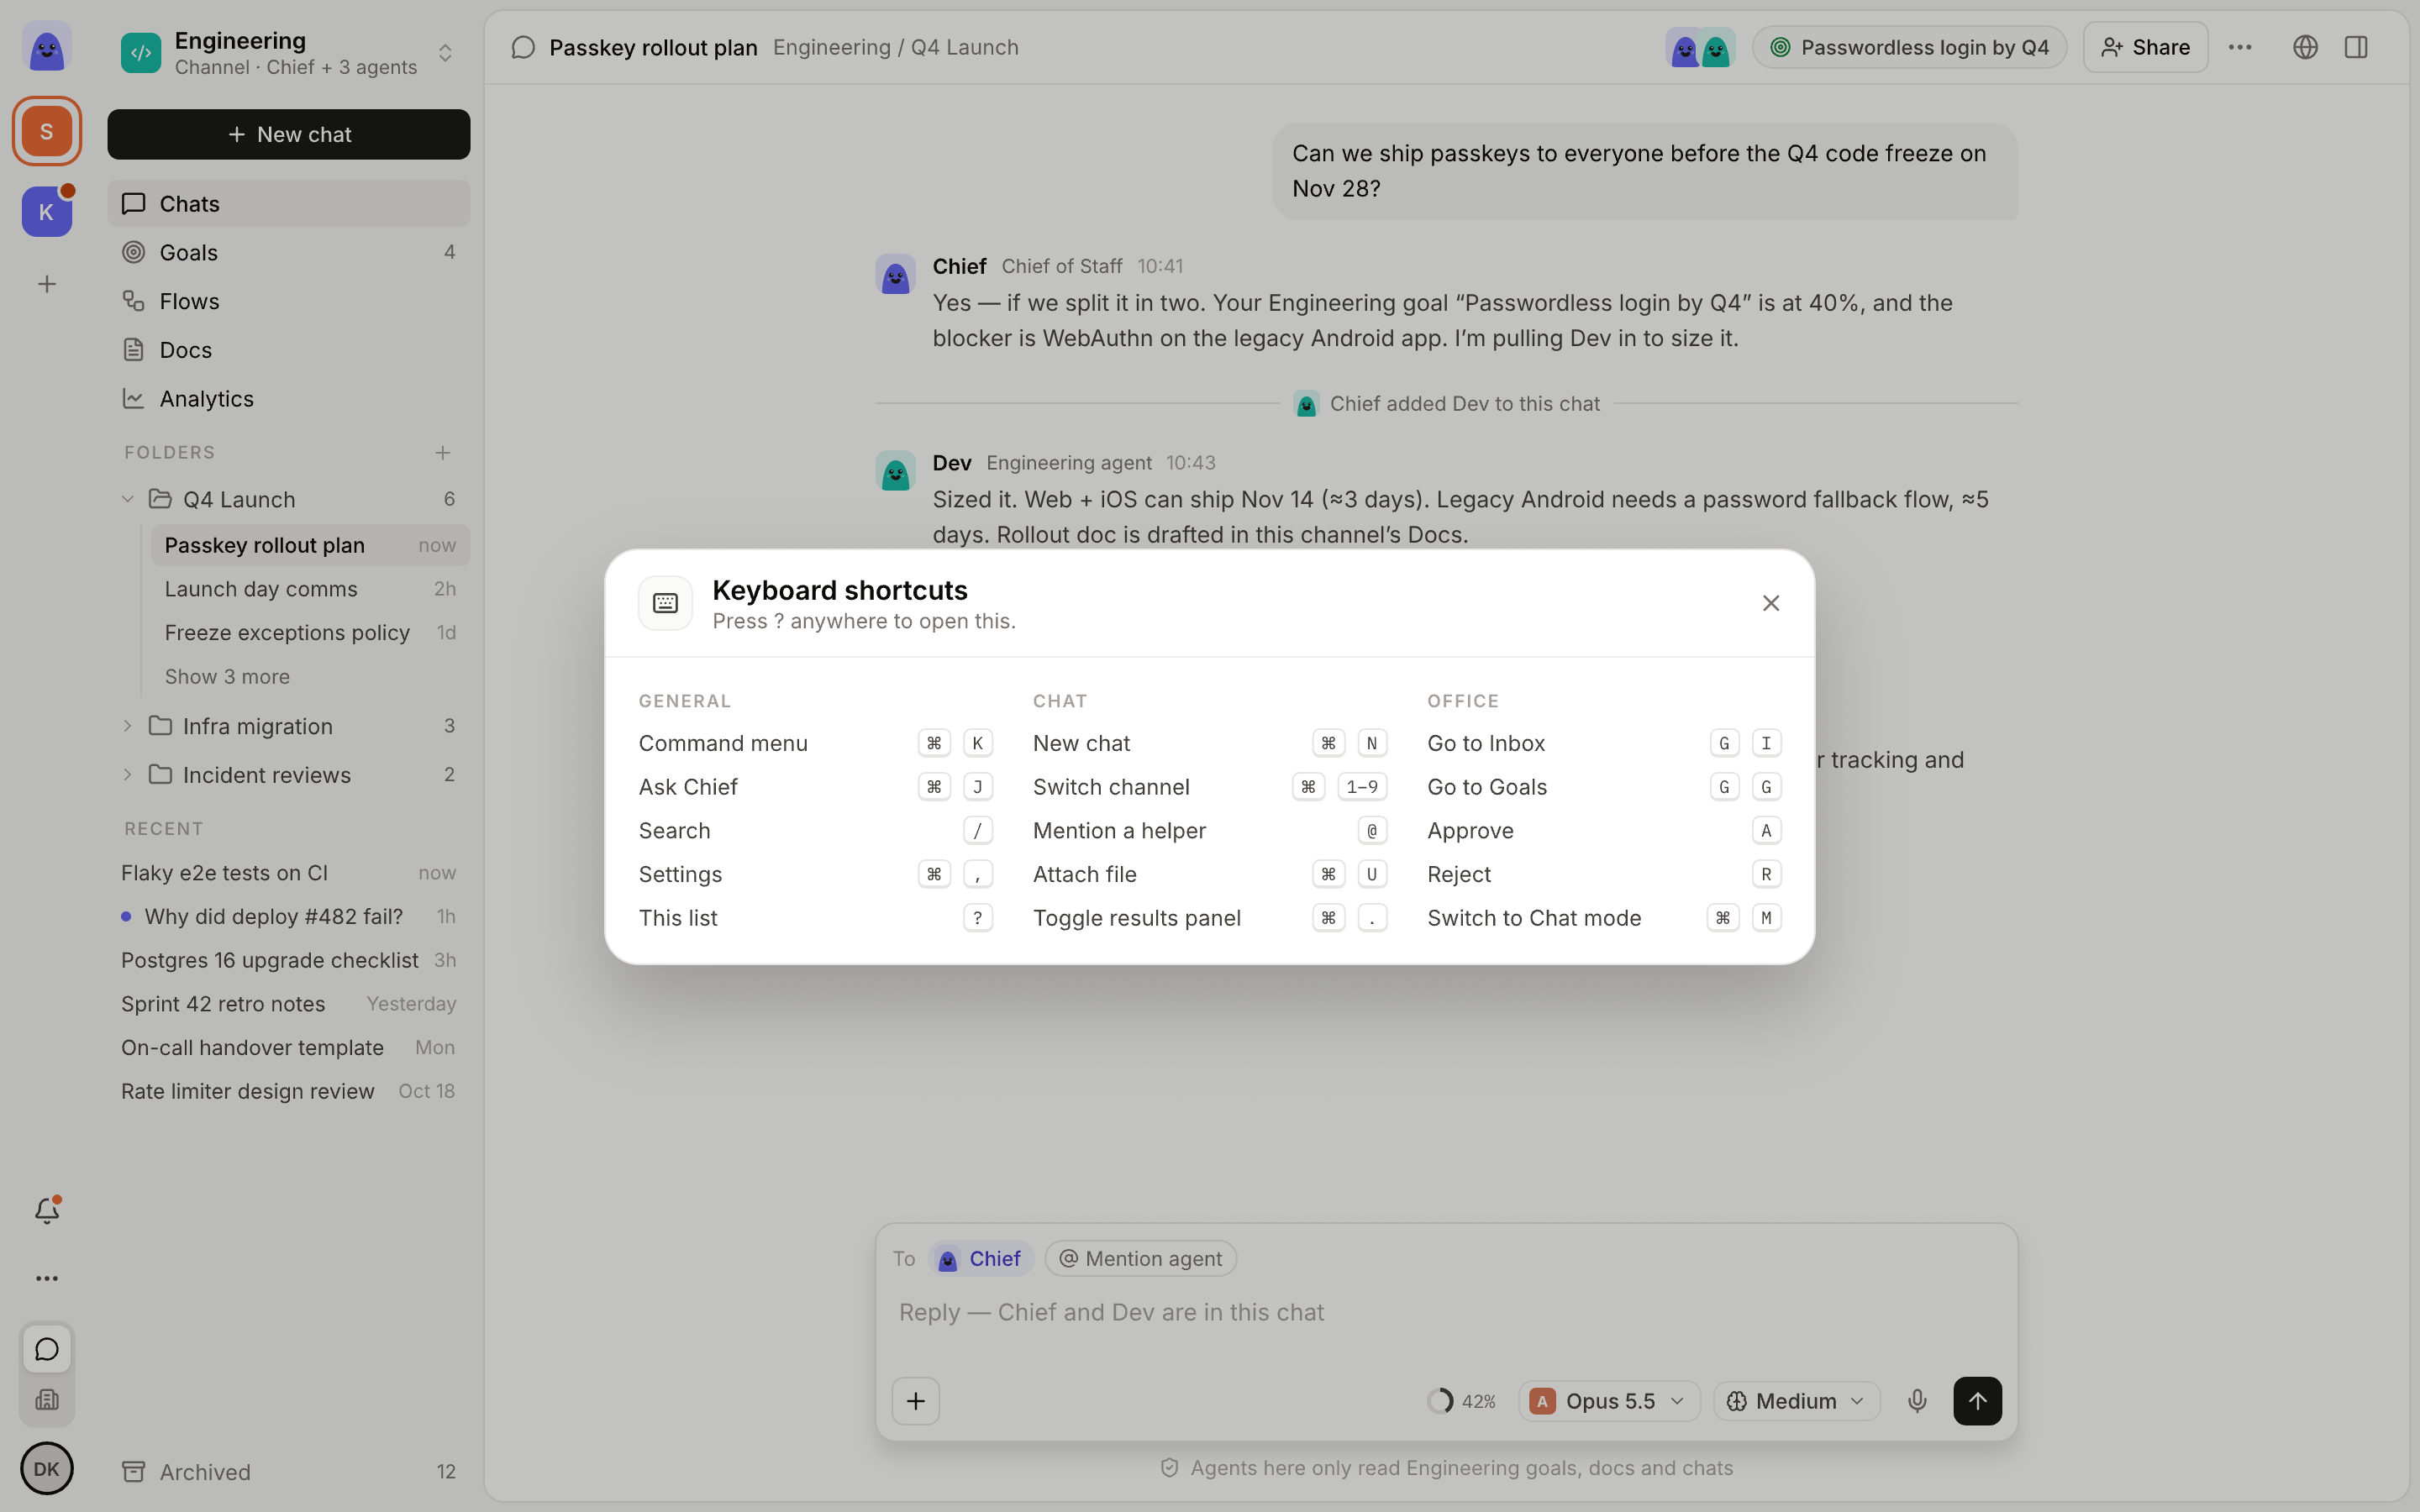 Engineering
Channel · Chief + 3 agents
S
K
New chat
Chats
Goals 4
Flows
Docs
Analytics
FOLDERS
Q4 Launch 6
Passkey rollout plan now
Launch day comms 2h
Freeze exceptions policy 1d
Show 3 more
Infra migration 3
Incident reviews 2
RECENT
Flaky e2e tests on CI now
Why did deploy #482 fail? 1h
Postgres 16 upgrade checklist 3h
Sprint 42 retro notes Yesterday
On-call handover template Mon
Rate limiter design review Oct 18
DK
Archived 12
Passkey rollout plan Engineering / Q4 Launch
Passwordless login by Q4
Share
Can we ship passkeys to everyone before the Q4 code freeze on
Nov 28?
Chief Chief of Staff 10:41
Yes — if we split it in two. Your Engineering goal “Passwordless login by Q4” is at 40%, and the
blocker is WebAuthn on the legacy Android app. I’m pulling Dev in to size it.
Chief added Dev to this chat
Dev Engineering agent 10:43
Sized it. Web + iOS can ship Nov 14 (≈3 days). Legacy Android needs a password fallback flow, ≈5
days. Rollout doc is drafted in this channel’s Docs.
Keyboard shortcuts
Press ? anywhere to open this.
GENERAL
Command menu ⌘ K
Ask Chief ⌘ J
Search /
Settings ⌘ ,
This list ?
CHAT
New chat ⌘ N
Switch channel ⌘ 1–9
Mention a helper @
Attach file ⌘ U
Toggle results panel ⌘ .
OFFICE
Go to Inbox G I
Go to Goals G G
Approve A
Reject R
Switch to Chat mode ⌘ M
tracking and
To Chief @ Mention agent
Reply — Chief and Dev are in this chat
42% A Opus 5.5 Medium
Agents here only read Engineering goals, docs and chats